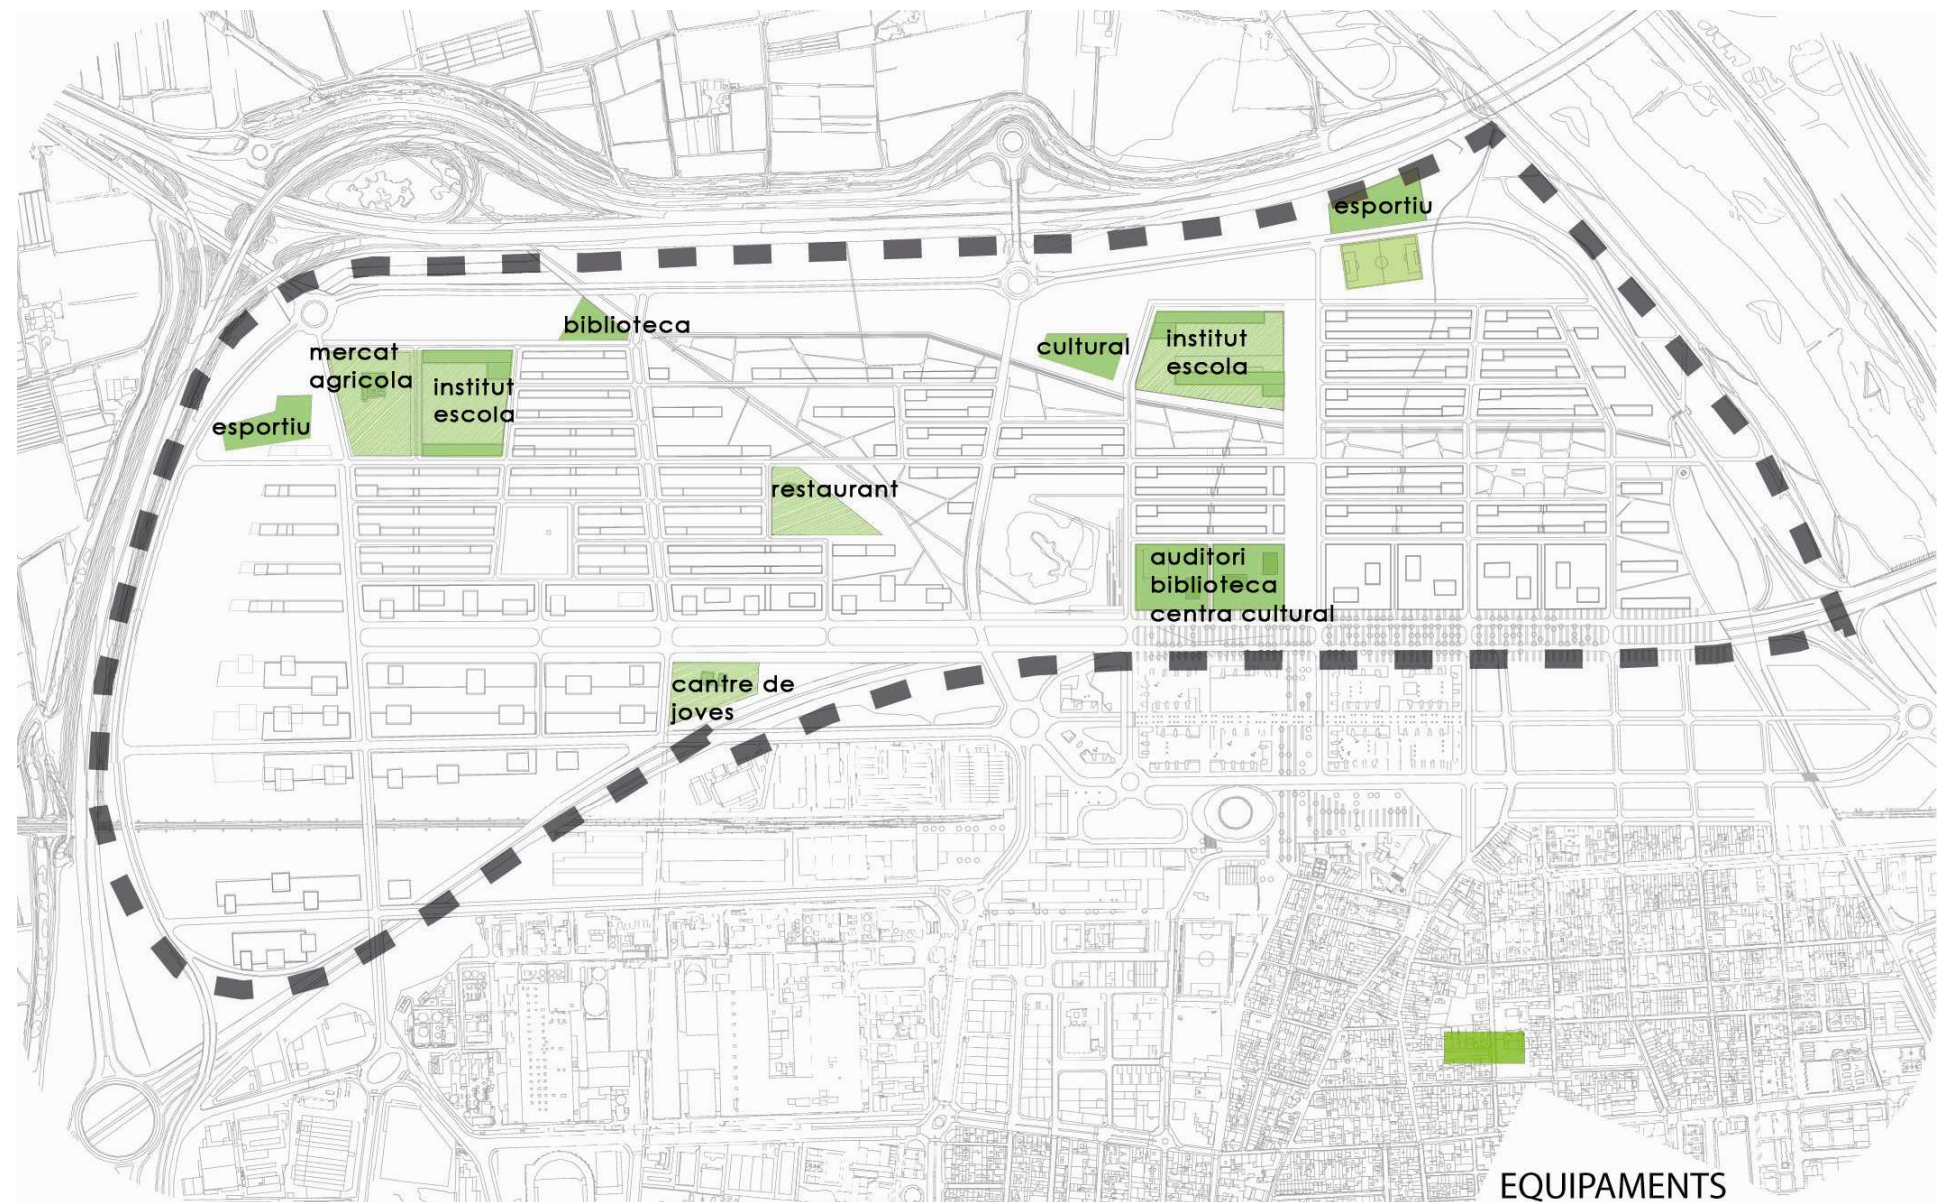 esportiu
biblioteca
mercat
agricola
institut
escola
cultural
institut
escola
esportiu
restaurant
auditori
biblioteca
centra cultural
cantre de
joves
EQUIPAMENTS